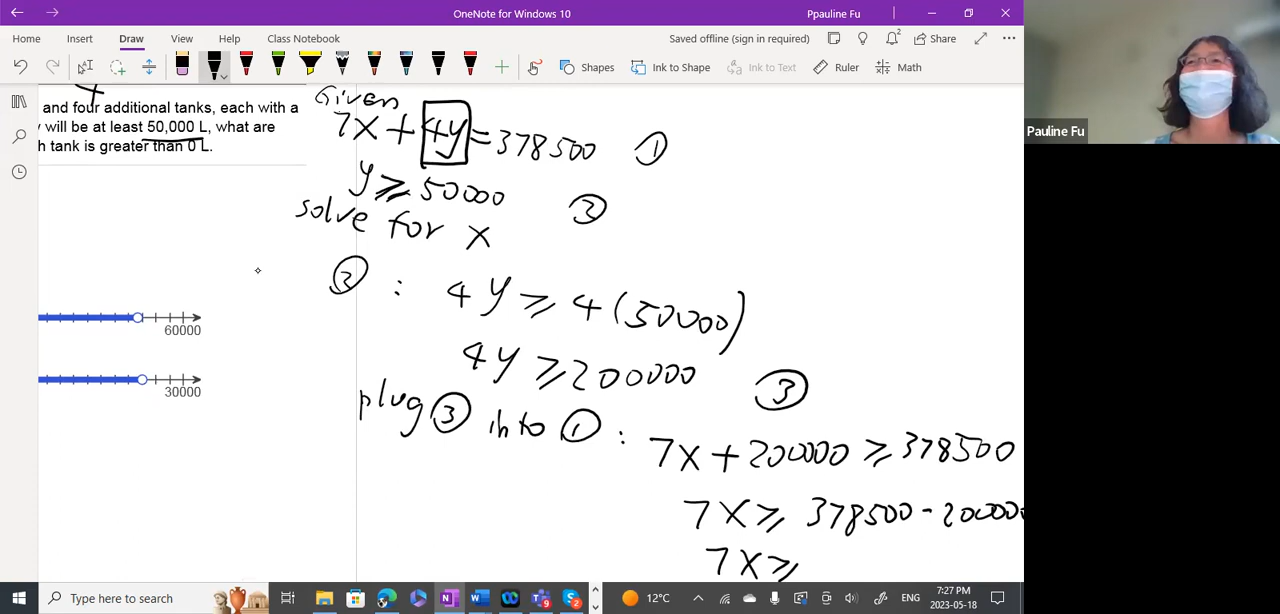 OneNote for Windows 10
Ppauline Fu
Home Insert Draw View Help Class Notebook
Saved offline (sign in required)
Share
Shapes
Ink to Shape
Ink to Text
Ruler
Math
and four additional tanks, each with a
will be at least 50,000 L, what are
tank is greater than 0 L.
60000
30000
Given
7x + 4y = 378500 ①
y ≥ 50000 ②
solve for x
② : 4y ≥ 4(50000)
4y ≥ 200000 ③
plug ③ into ① : 7x + 200000 ≥ 378500
7x ≥ 378500 - 200000
7x ≥
Pauline Fu
Type here to search
12°C
ENG
7:27 PM
2023-05-18